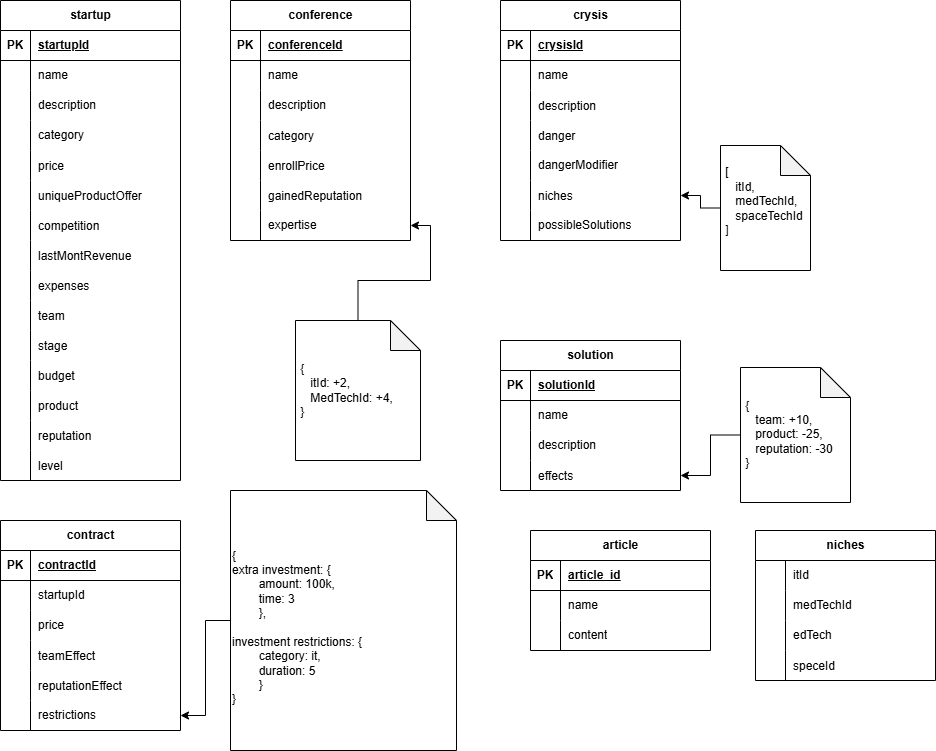 startup
PK startupId
name
description
category
price
uniqueProductOffer
competition
lastMontRevenue
expenses
team
stage
budget
product
reputation
level
conference
PK conferenceId
name
description
category
enrollPrice
gainedReputation
expertise
{
itId: +2,
MedTechId: +4,
}
crysis
PK crysisId
name
description
danger
dangerModifier
niches
possibleSolutions
[
itId,
medTechId,
spaceTechId
]
solution
PK solutionId
name
description
effects
{
team: +10,
product: -25,
reputation: -30
}
contract
PK contractId
startupId
price
teamEffect
reputationEffect
restrictions
{
extra investment: {
amount: 100k,
time: 3
},
investment restrictions: {
category: it,
duration: 5
}
}
article
PK article_id
name
content
niches
itId
medTechId
edTech
speceId